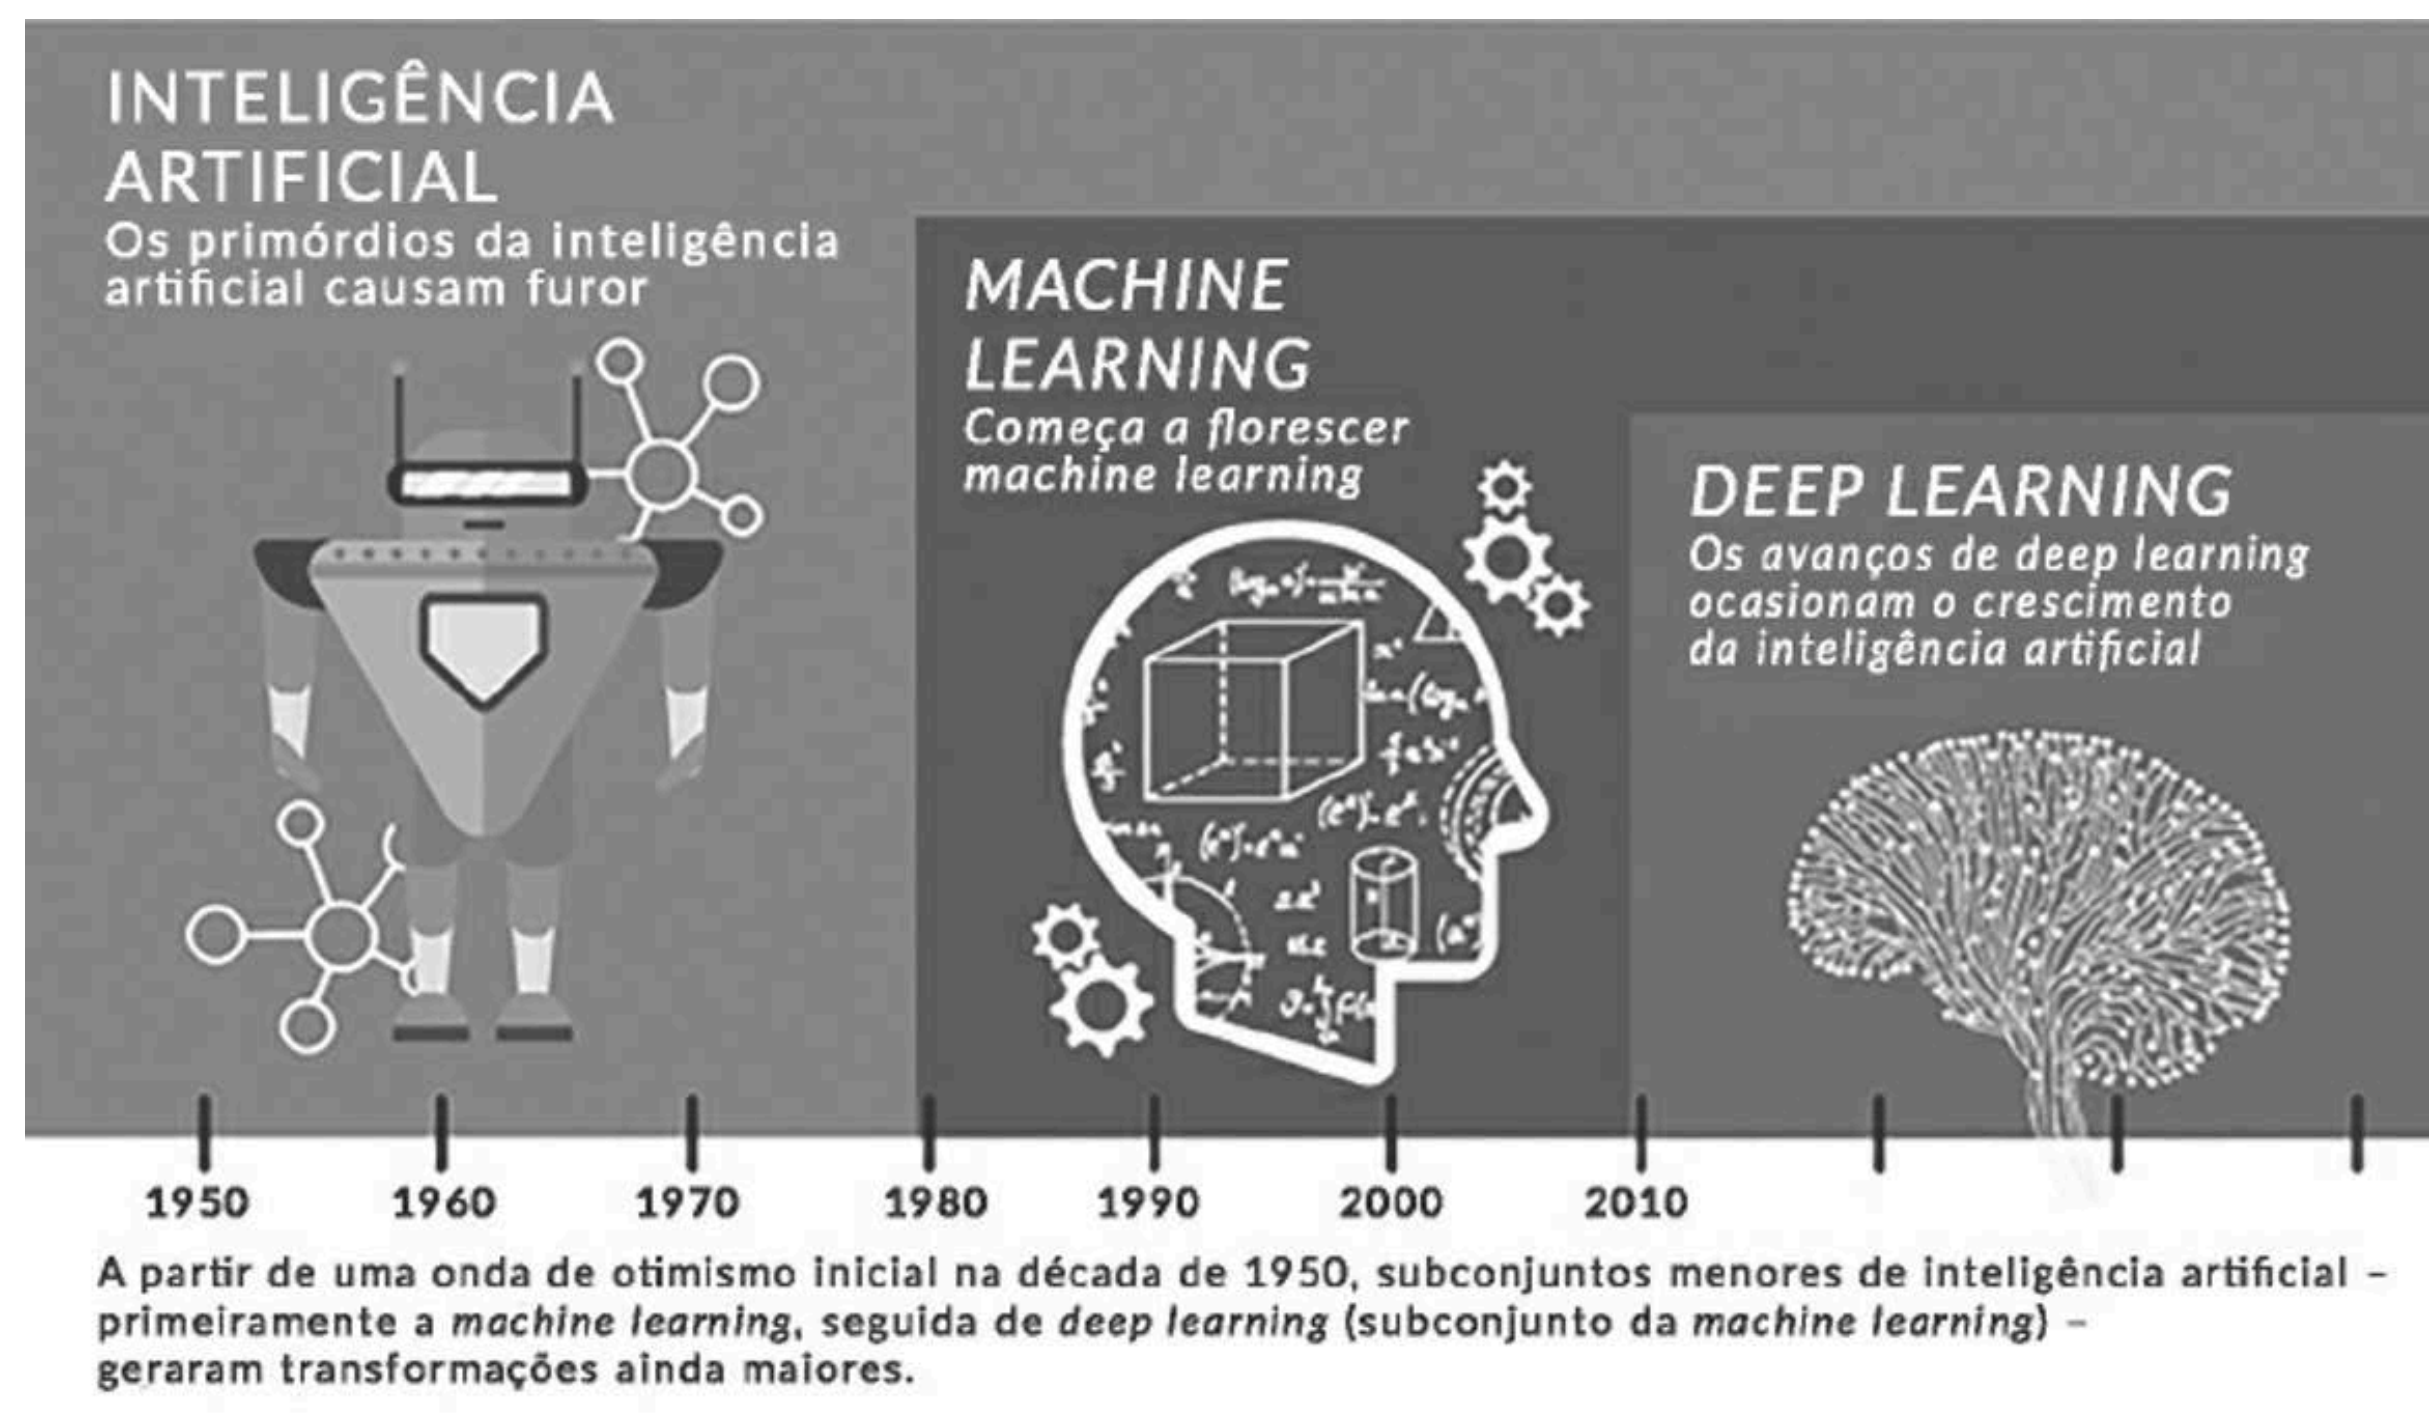 INTELIGÊNCIA
ARTIFICIAL
Os primórdios da inteligência
artificial causam furor
MACHINE
LEARNING
Começa a florescer
machine learning
DEEP LEARNING
Os avanços de deep learning
ocasionam o crescimento
da inteligência artificial
1950 1960 1970 1980 1990 2000 2010
A partir de uma onda de otimismo inicial na década de 1950, subconjuntos menores de inteligência artificial –
primeiramente a machine learning, seguida de deep learning (subconjunto da machine learning) –
geraram transformações ainda maiores.